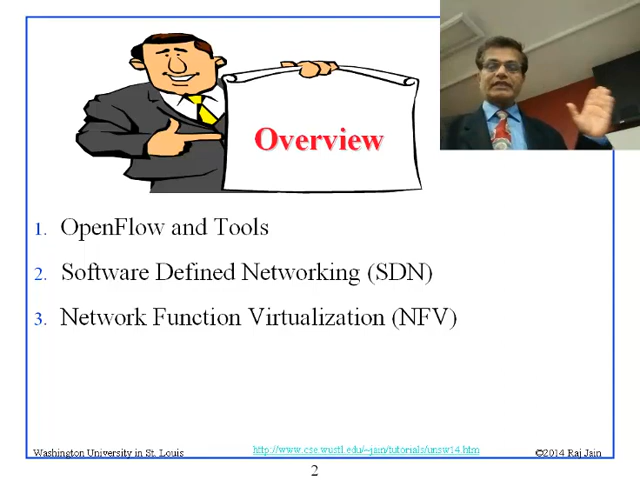 Overview
1. OpenFlow and Tools
2. Software Defined Networking (SDN)
3. Network Function Virtualization (NFV)
Washington University in St. Louis http://www.cse.wustl.edu/~jain/tutorials/unsw14.htm ©2014 Raj Jain
2